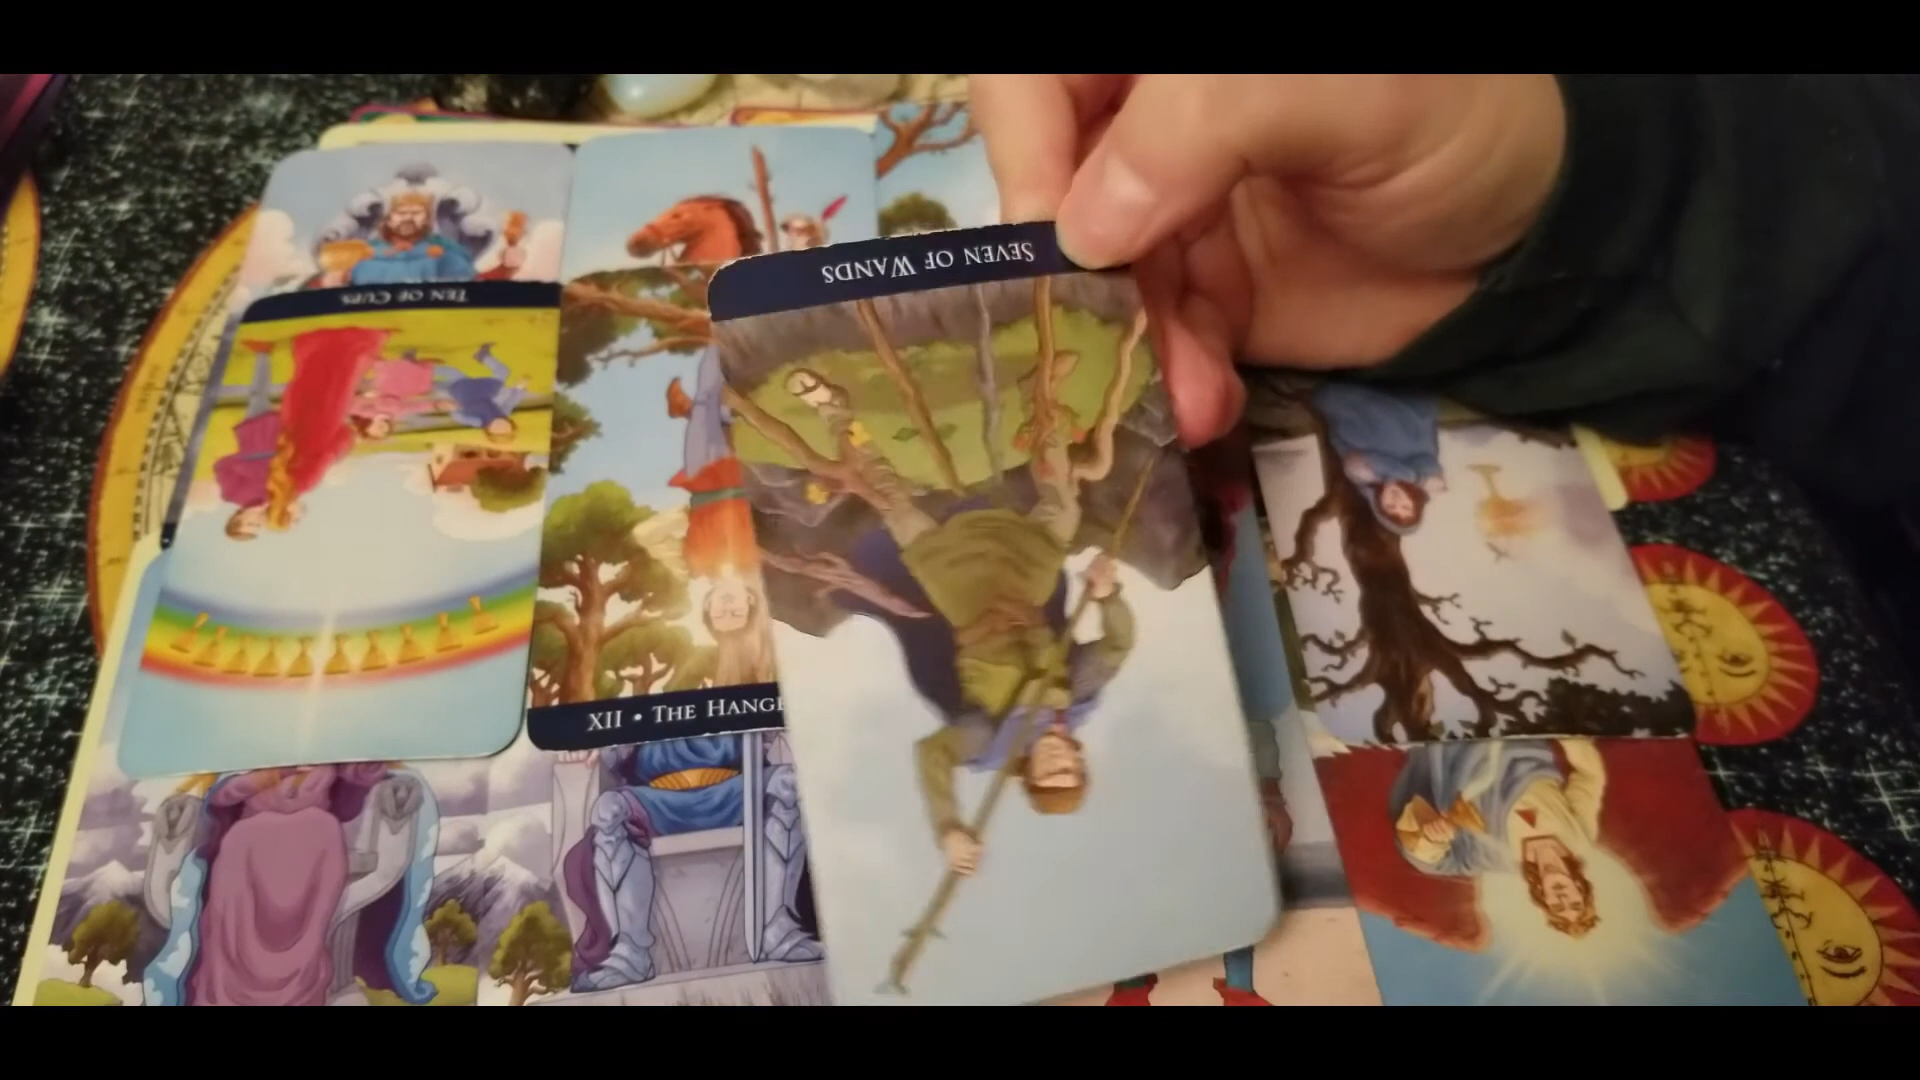 SEVEN OF WANDS
TEN OF CUPS
XII • THE HANGE